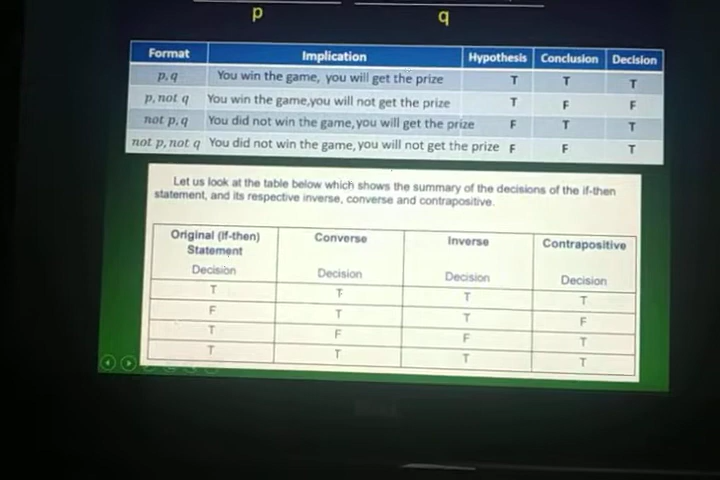 p q
Format Implication Hypothesis Conclusion Decision
p, q You win the game, you will get the prize T T T
p, not q You win the game,you will not get the prize T F F
not p, q You did not win the game, you will get the prize F T T
not p, not q You did not win the game, you will not get the prize F F T
Let us look at the table below which shows the summary of the decisions of the if-then
statement, and its respective inverse, converse and contrapositive.
Original (if-then) Converse Inverse Contrapositive
Statement
Decision Decision Decision Decision
T T T T
F T T F
T F F T
T T T T